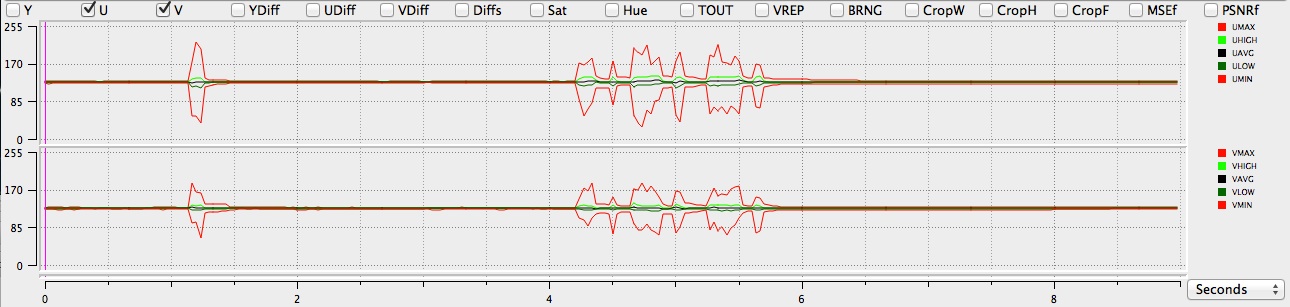 Y U V YDiff UDiff VDiff Diffs Sat Hue TOUT VREP BRNG CropW CropH CropF MSEf PSNRf
255
170
85
0
UMAX
UHIGH
UAVG
ULOW
UMIN
255
170
85
0
VMAX
VHIGH
VAVG
VLOW
VMIN
0 2 4 6 8
Seconds